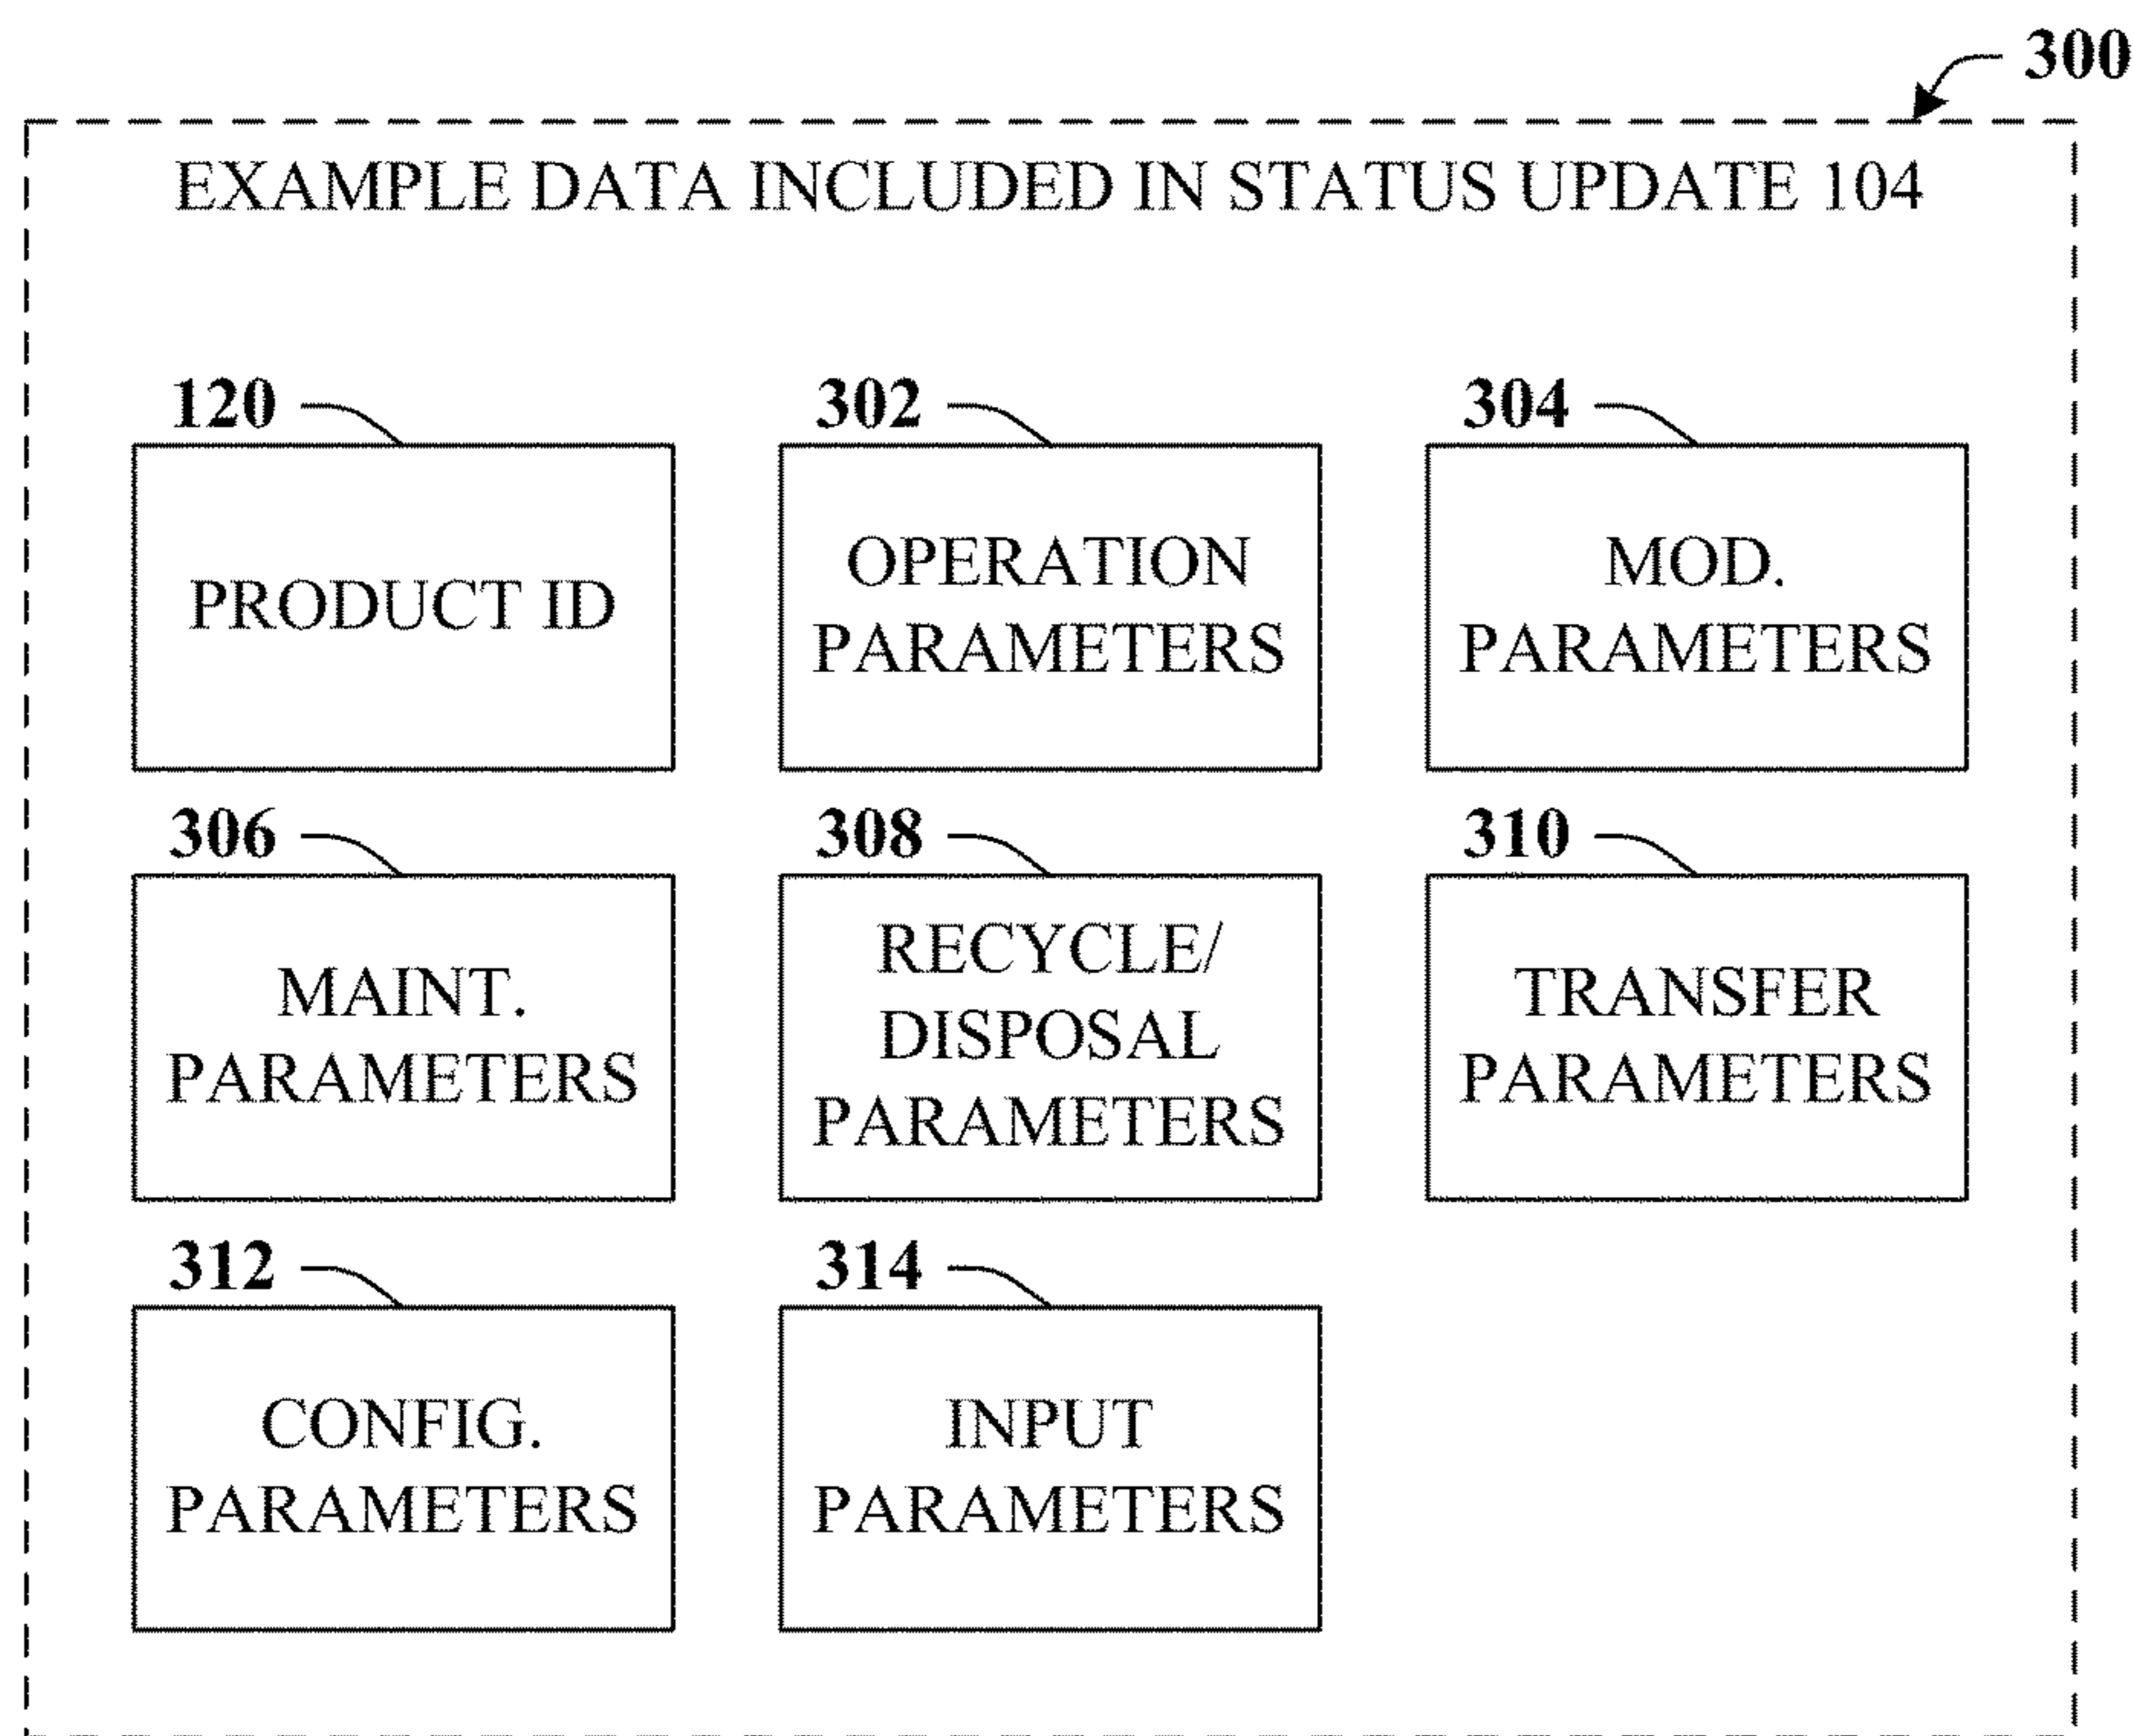 300
EXAMPLE DATA INCLUDED IN STATUS UPDATE 104
120
PRODUCT ID
302
OPERATION
PARAMETERS
304
MOD.
PARAMETERS
306
MAINT.
PARAMETERS
308
RECYCLE/
DISPOSAL
PARAMETERS
310
TRANSFER
PARAMETERS
312
CONFIG.
PARAMETERS
314
INPUT
PARAMETERS